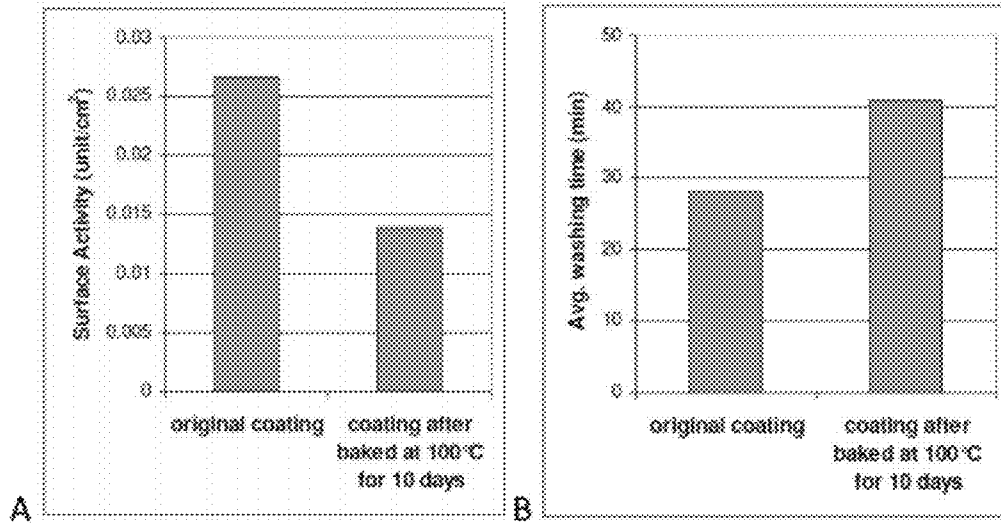 0.03
0.025
0.02
0.015
0.01
0.005
0
Surface Activity (unit/cm²)
original coating
coating after
baked at 100°C
for 10 days
A
50
40
30
20
10
0
Avg. washing time (min)
original coating
coating after
baked at 100°C
for 10 days
B